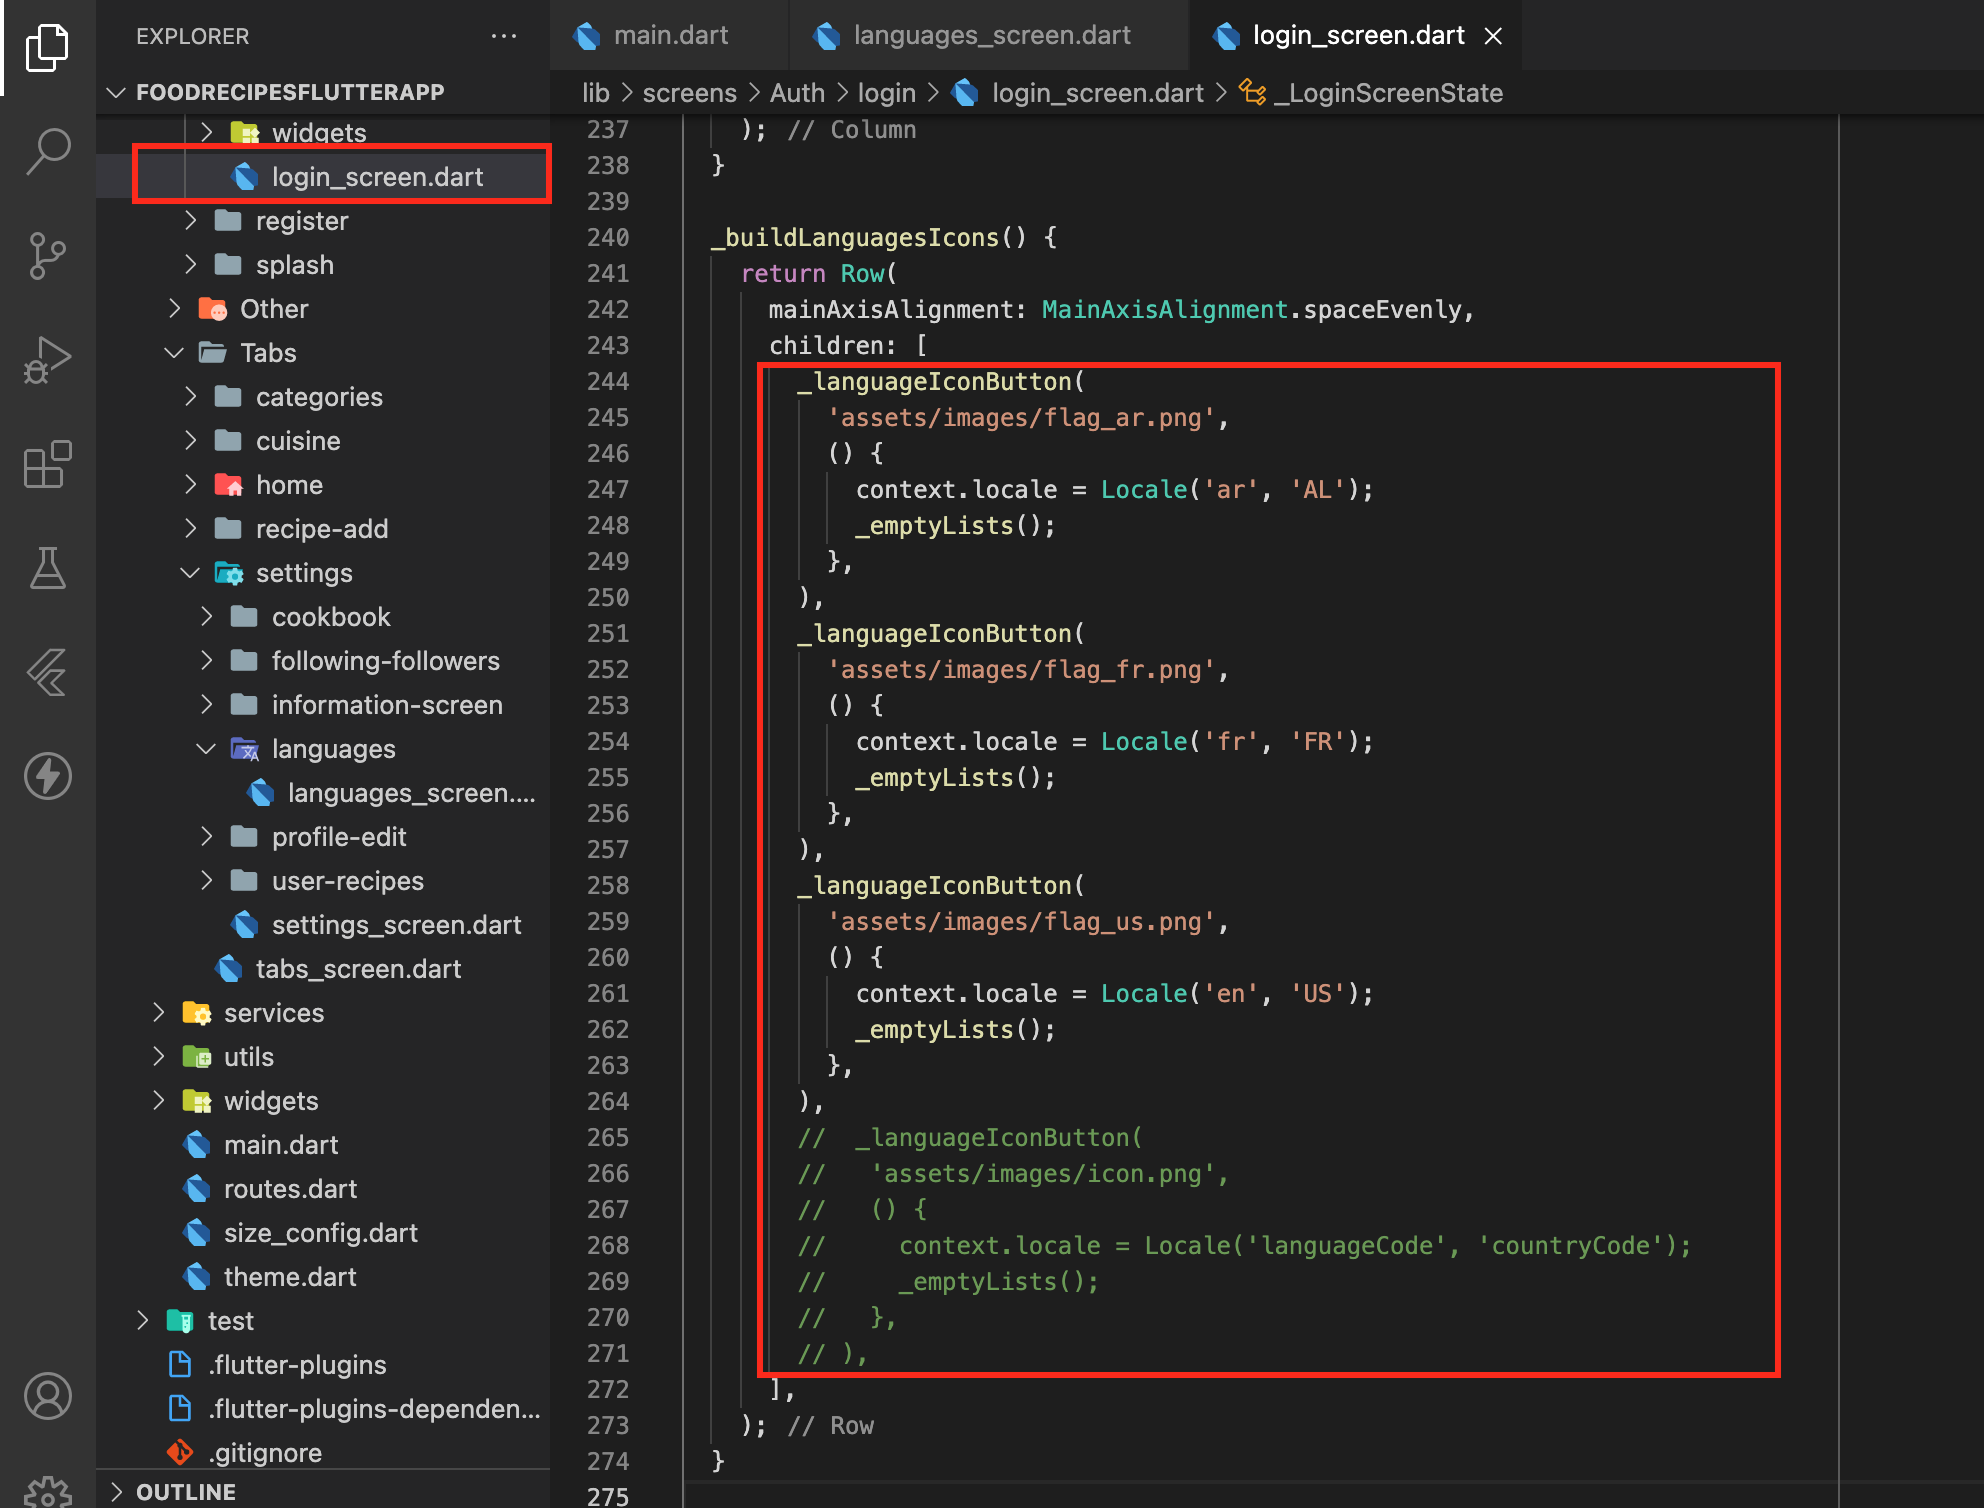 EXPLORER
FOODRECIPESFLUTTERAPP
widgets
login_screen.dart
register
splash
Other
Tabs
categories
cuisine
home
recipe-add
settings
cookbook
following-followers
information-screen
languages
languages_screen....
profile-edit
user-recipes
settings_screen.dart
tabs_screen.dart
services
utils
widgets
main.dart
routes.dart
size_config.dart
theme.dart
test
.flutter-plugins
.flutter-plugins-dependen...
.gitignore
OUTLINE
main.dart languages_screen.dart login_screen.dart
lib > screens > Auth > login > login_screen.dart > _LoginScreenState
237 ); // Column
238 }
239
240 _buildLanguagesIcons() {
241 return Row(
242 mainAxisAlignment: MainAxisAlignment.spaceEvenly,
243 children: [
244 _languageIconButton(
245 'assets/images/flag_ar.png',
246 () {
247 context.locale = Locale('ar', 'AL');
248 _emptyLists();
249 },
250 ),
251 _languageIconButton(
252 'assets/images/flag_fr.png',
253 () {
254 context.locale = Locale('fr', 'FR');
255 _emptyLists();
256 },
257 ),
258 _languageIconButton(
259 'assets/images/flag_us.png',
260 () {
261 context.locale = Locale('en', 'US');
262 _emptyLists();
263 },
264 ),
265 // _languageIconButton(
266 // 'assets/images/icon.png',
267 // () {
268 // context.locale = Locale('languageCode', 'countryCode');
269 // _emptyLists();
270 // },
271 // ),
272 ],
273 ); // Row
274 }
275